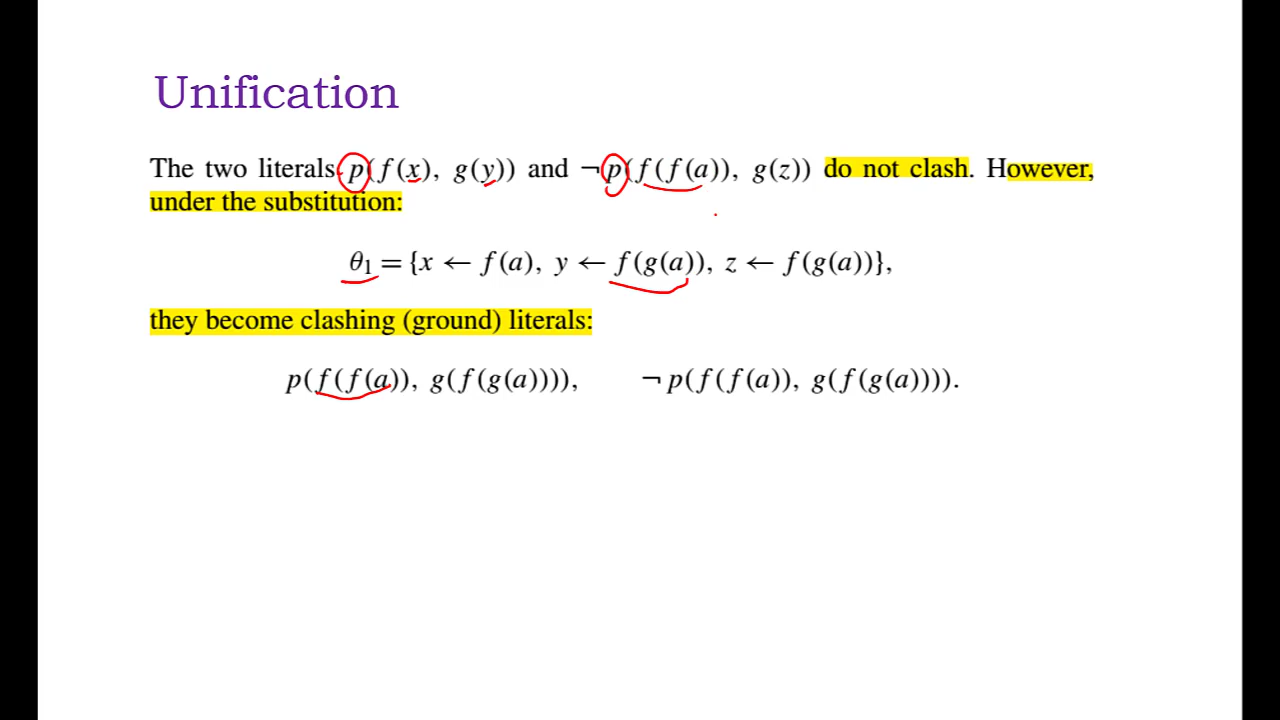 Unification
The two literals p(f(x), g(y)) and ¬p(f(f(a)), g(z)) do not clash. However,
under the substitution:
θ₁ = {x ← f(a), y ← f(g(a)), z ← f(g(a))},
they become clashing (ground) literals:
p(f(f(a)), g(f(g(a)))), ¬p(f(f(a)), g(f(g(a)))).